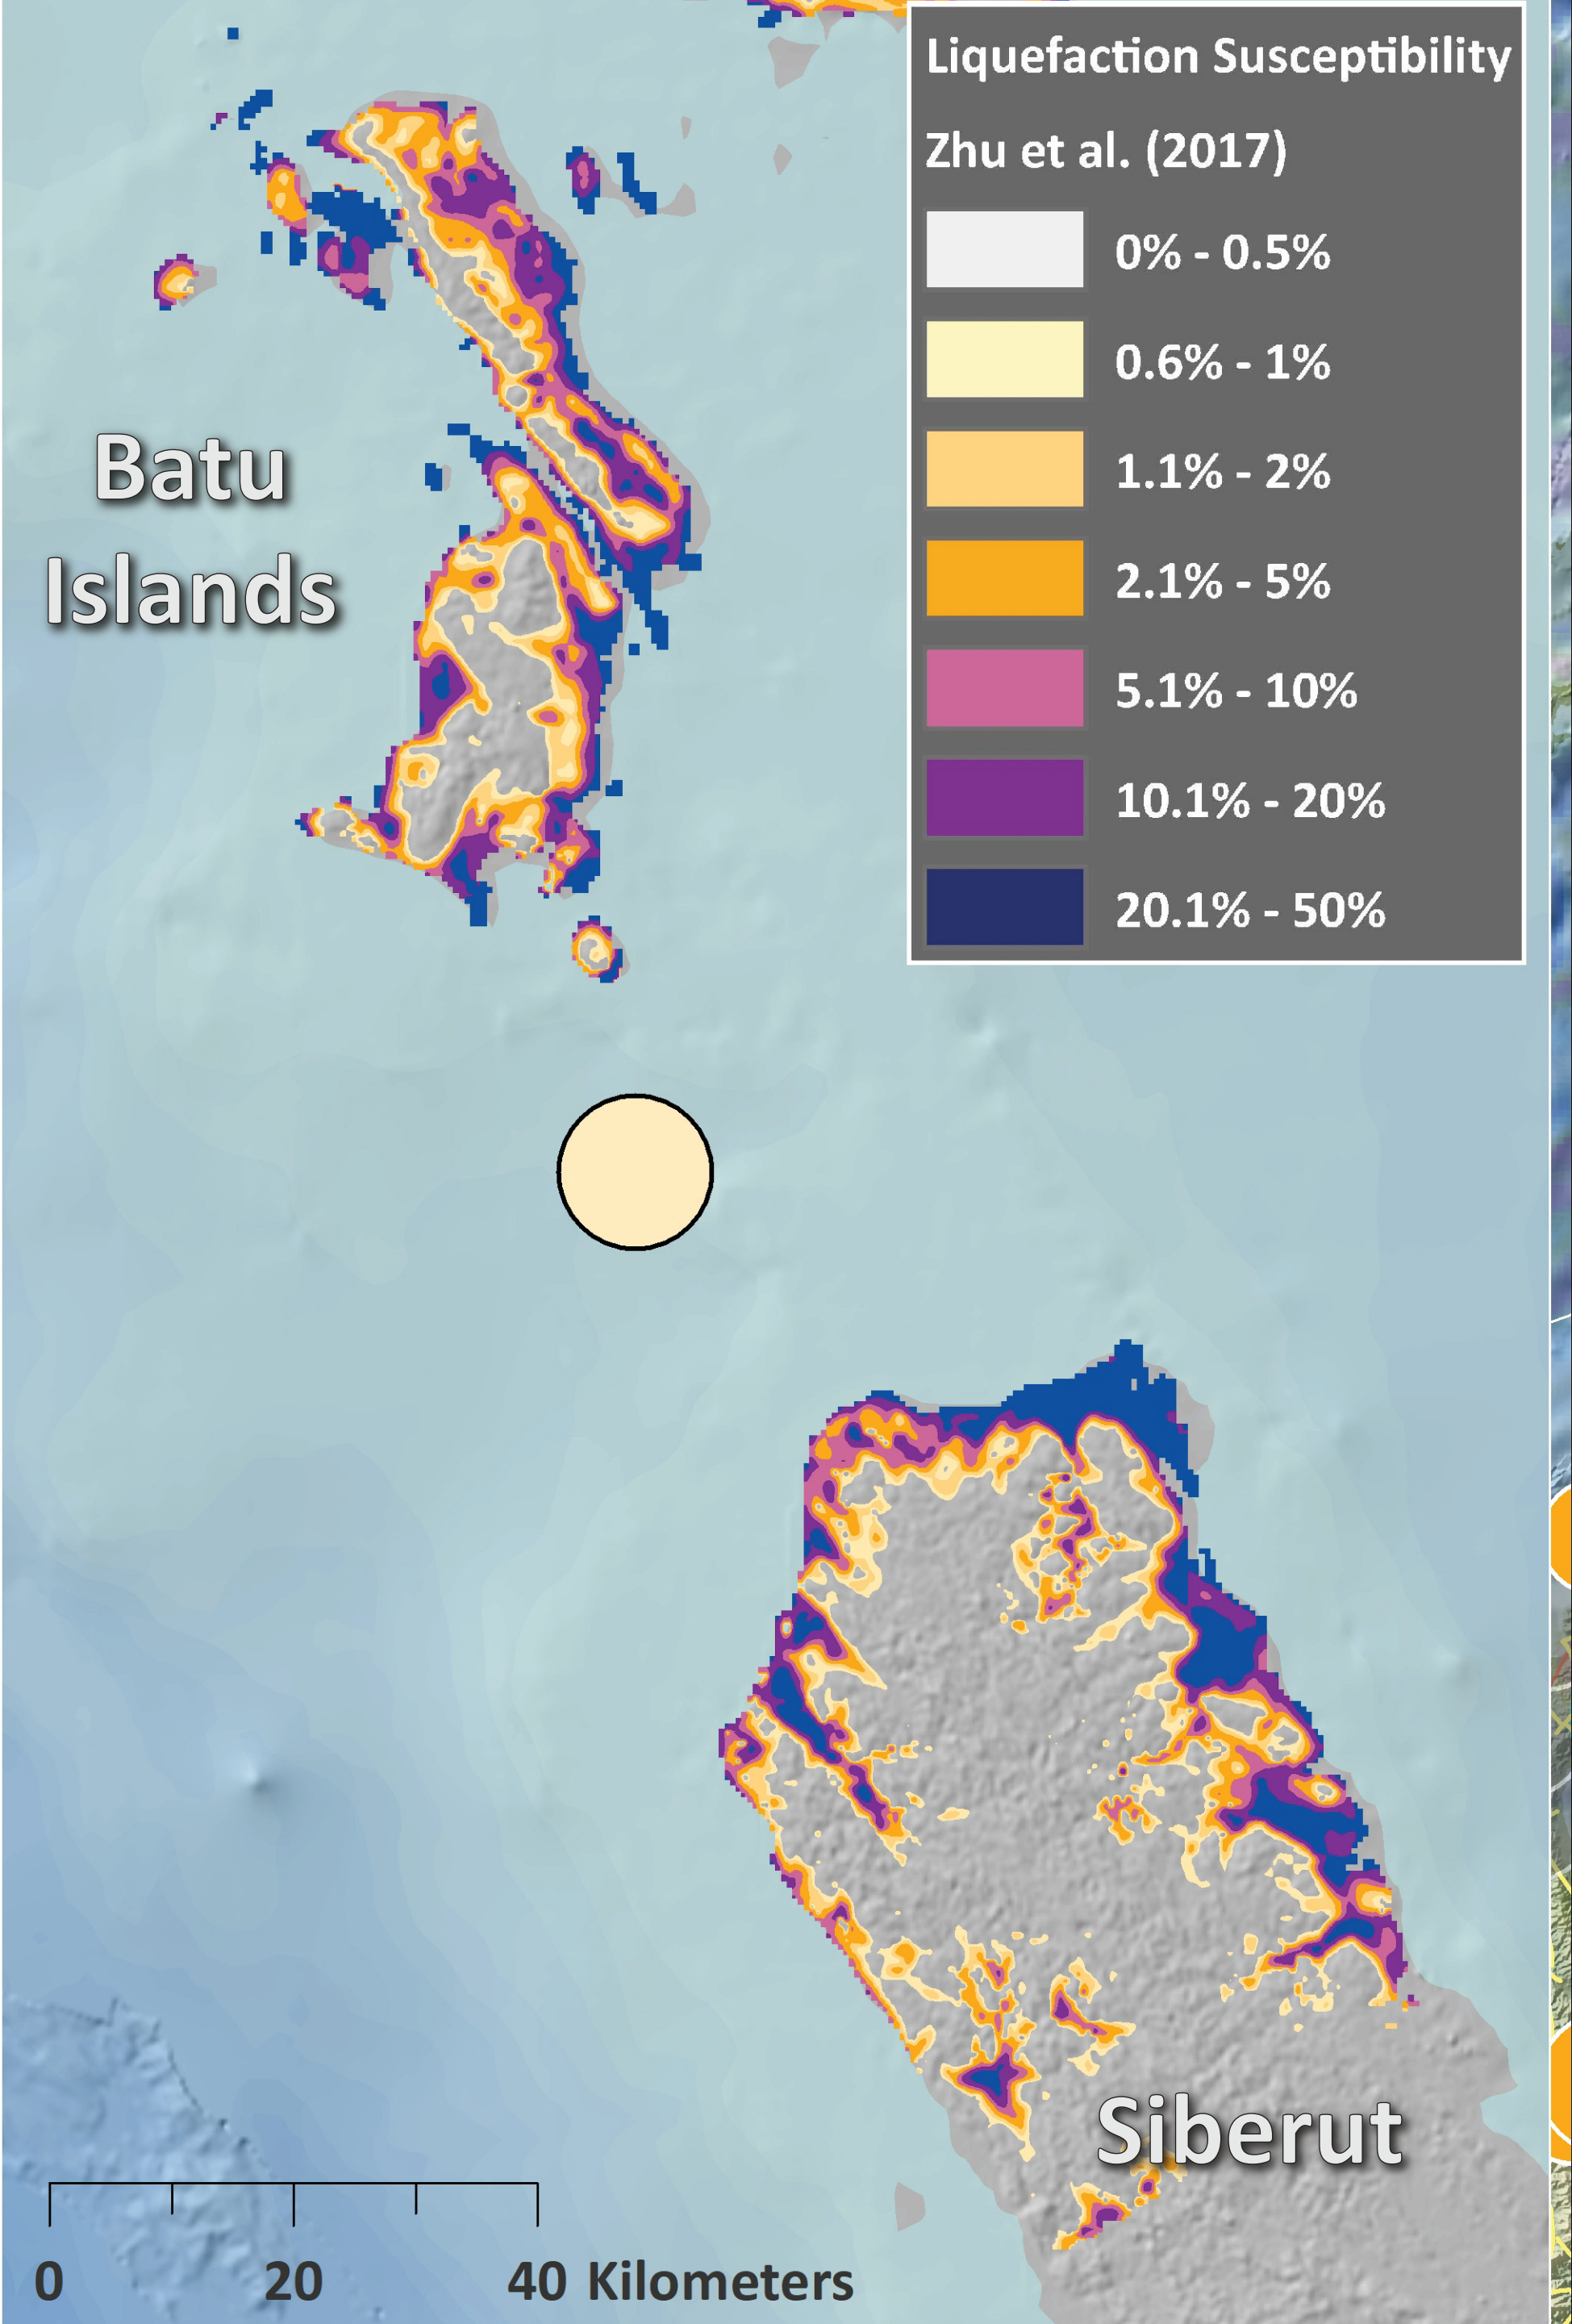 Liquefaction Susceptibility
Zhu et al. (2017)
0% - 0.5%
0.6% - 1%
1.1% - 2%
2.1% - 5%
5.1% - 10%
10.1% - 20%
20.1% - 50%
Batu
Islands
Siberut
0 20 40 Kilometers